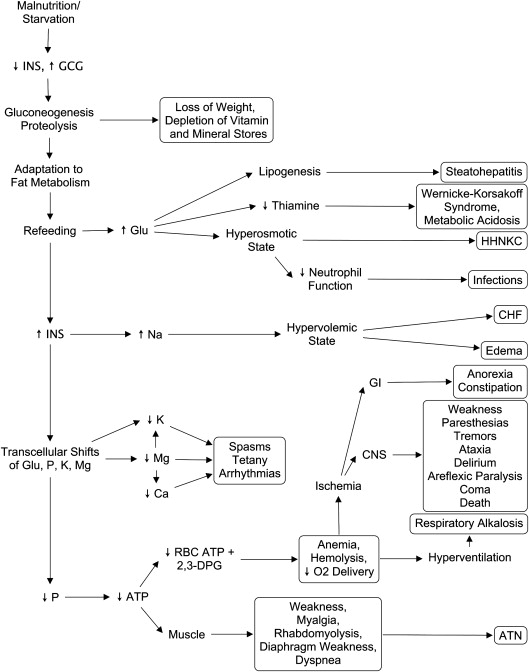 Malnutrition/
Starvation
↓ INS, ↑ GCG
Gluconeogenesis
Proteolysis
Loss of Weight,
Depletion of Vitamin
and Mineral Stores
Adaptation to
Fat Metabolism
Refeeding
↑ Glu
Lipogenesis
Steatohepatitis
↓ Thiamine
Wernicke-Korsakoff
Syndrome,
Metabolic Acidosis
Hyperosmotic
State
HHNKC
↓ Neutrophil
Function
Infections
↑ INS
↑ Na
Hypervolemic
State
CHF
Edema
Transcellular Shifts
of Glu, P, K, Mg
↓ K
↓ Mg
↓ Ca
Spasms
Tetany
Arrhythmias
GI
Anorexia
Constipation
CNS
Weakness
Paresthesias
Tremors
Ataxia
Delirium
Areflexic Paralysis
Coma
Death
Ischemia
Respiratory Alkalosis
↓ P
↓ ATP
↓ RBC ATP +
2,3-DPG
Anemia,
Hemolysis,
↓ O2 Delivery
Hyperventilation
Muscle
Weakness,
Myalgia,
Rhabdomyolysis,
Diaphragm Weakness,
Dyspnea
ATN